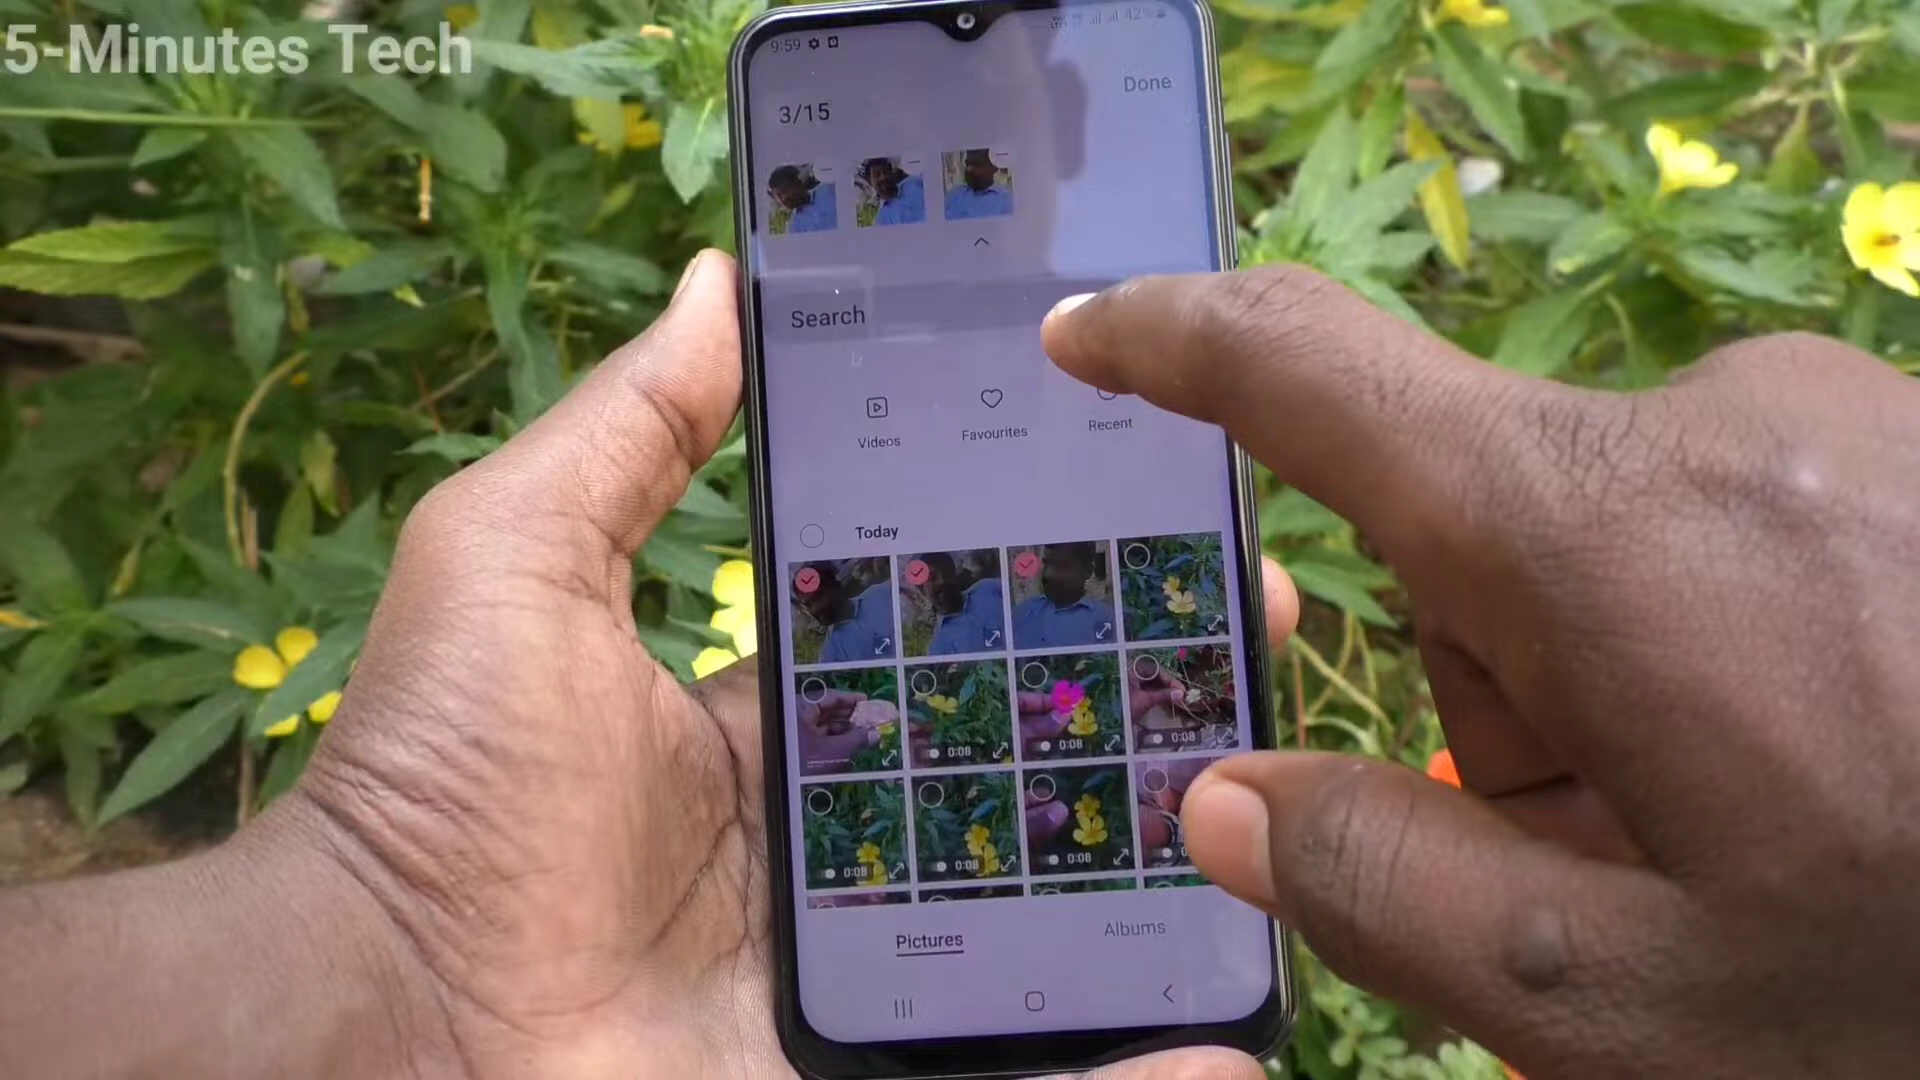 5-Minutes Tech
9:59
42%
3/15
Done
Search
Videos
Favourites
Recent
Today
0:08
0:08
0:08
0:08
0:08
0:08
Pictures
Albums